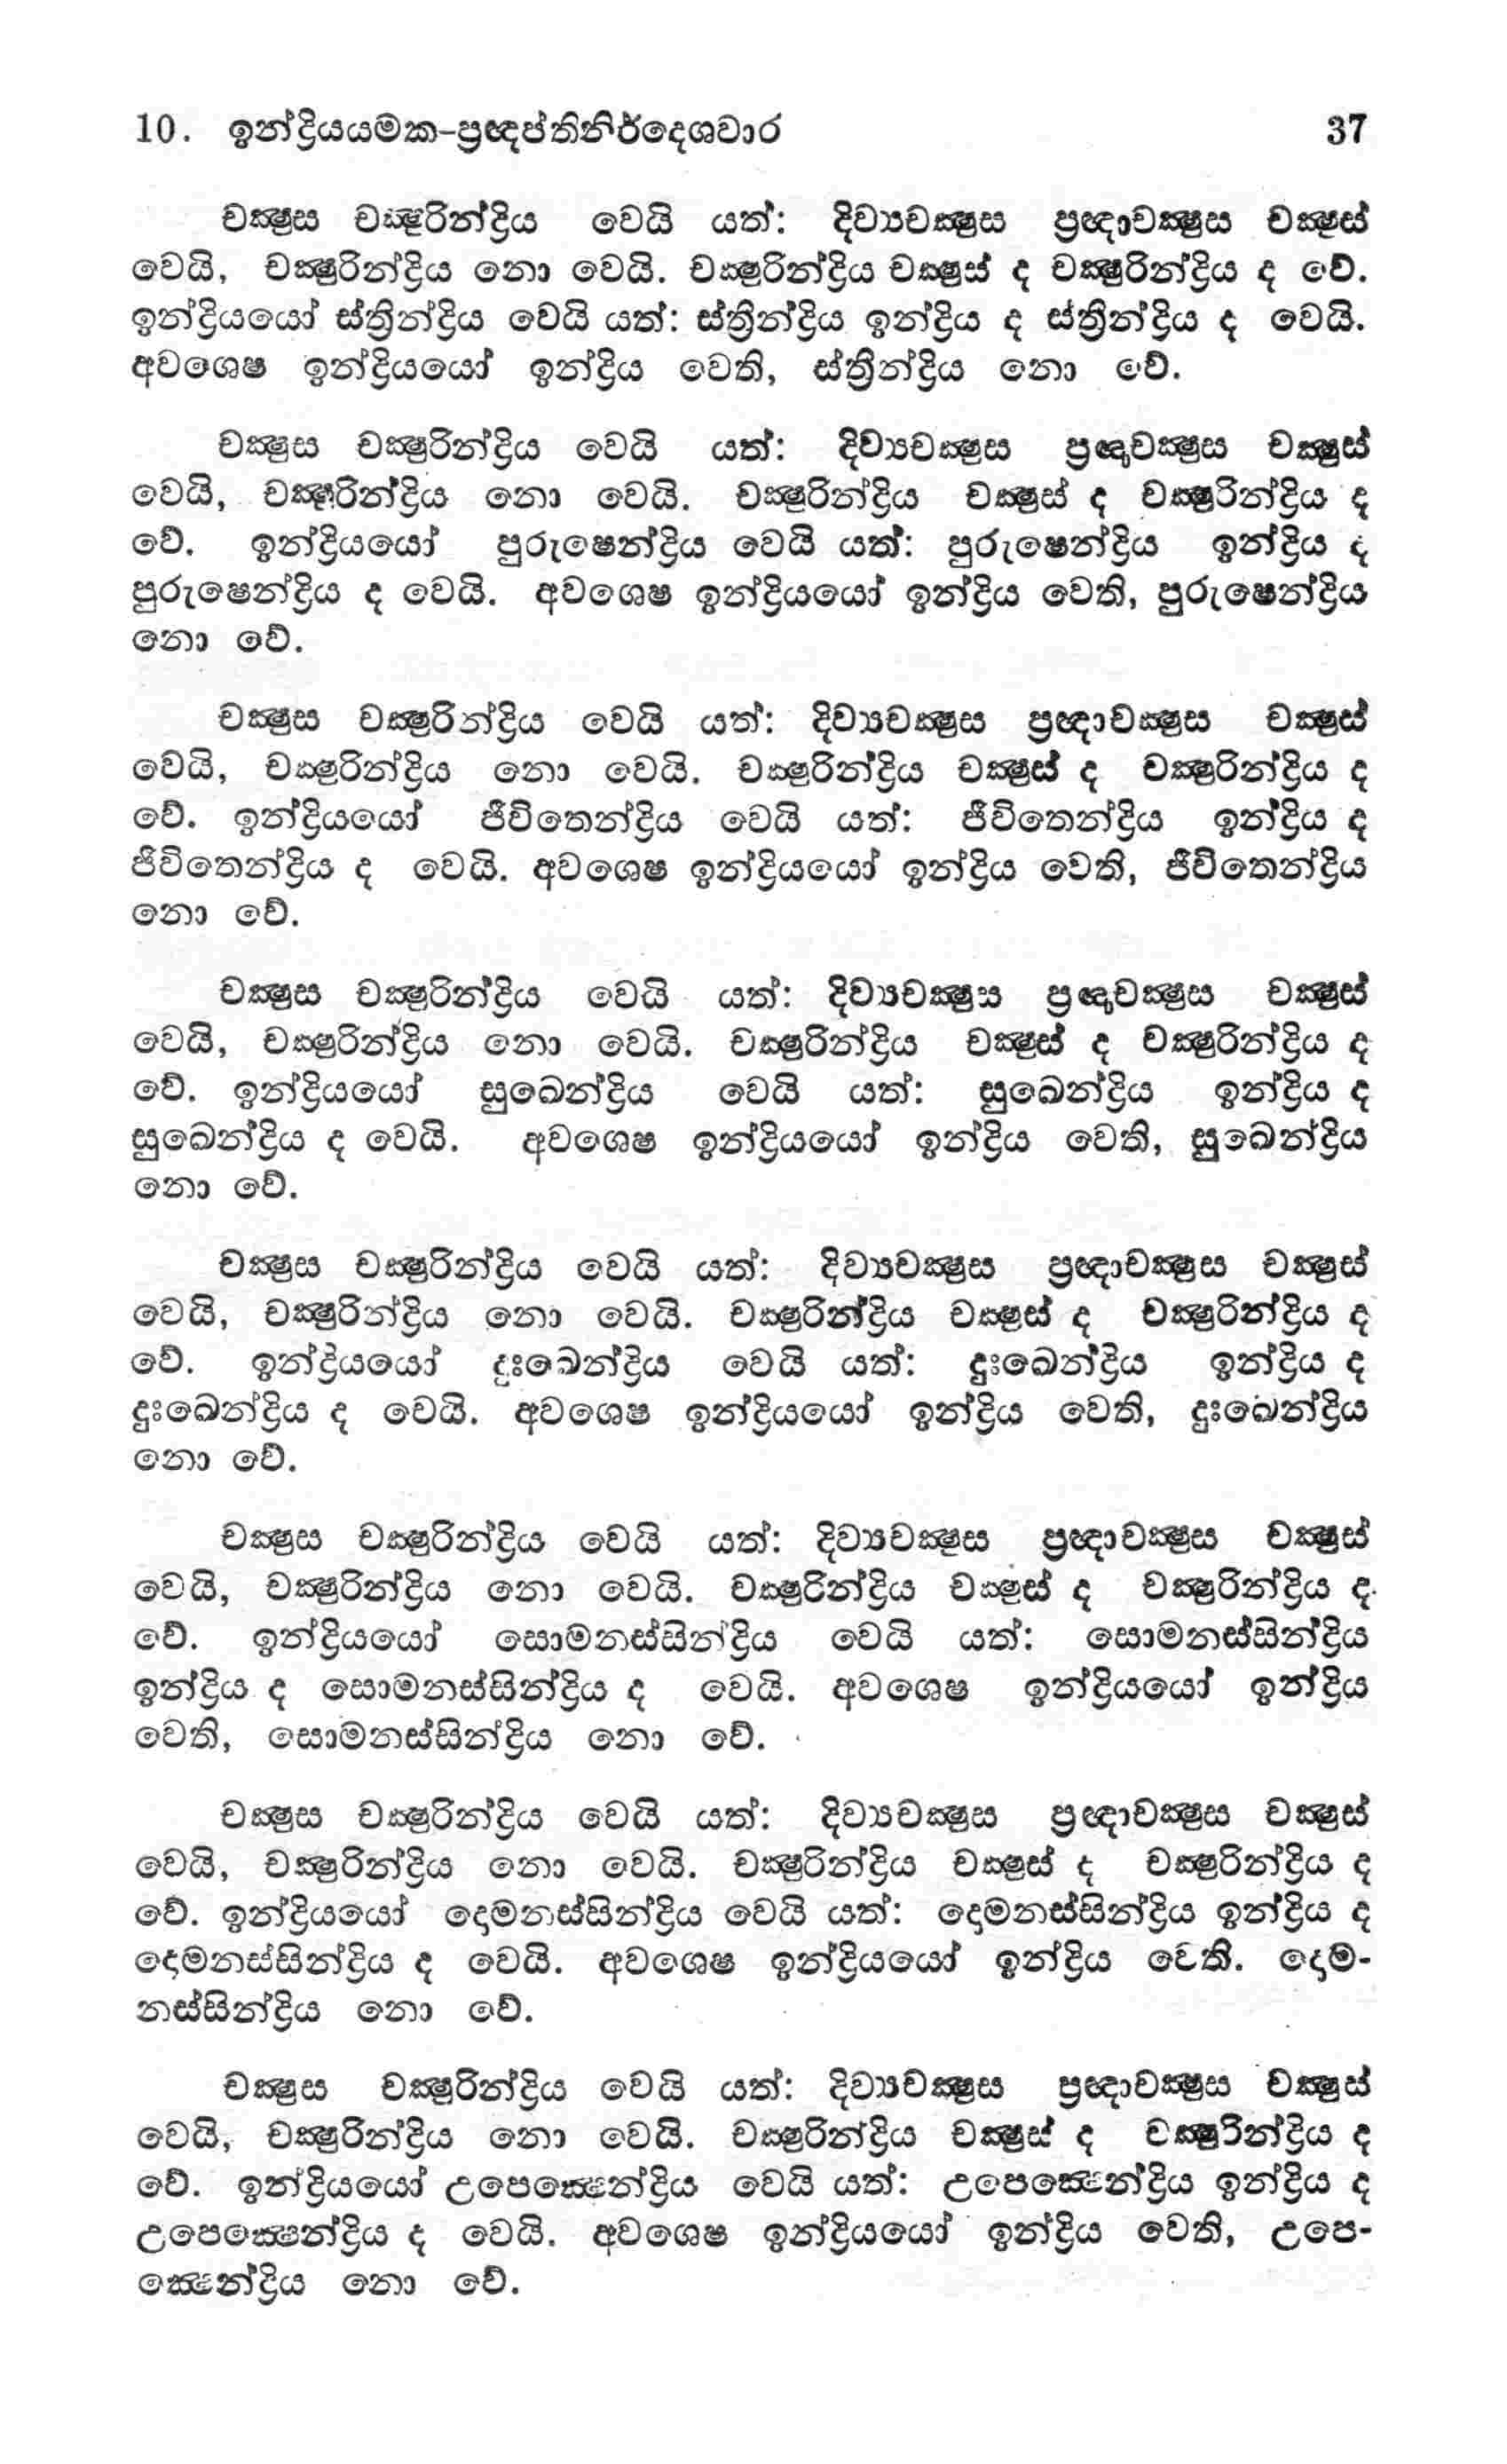 10. ඉන්ද්‍රියයමක-ප්‍රඥප්තිනිර්දෙශවාර 37
චක්‍ෂුස චක්‍ෂුරින්ද්‍රිය වෙයි යත්: දිව්‍යචක්‍ෂුස ප්‍රඥාචක්‍ෂුස චක්‍ෂුස්
වෙයි, චක්‍ෂුරින්ද්‍රිය නො වෙයි. චක්‍ෂුරින්ද්‍රිය චක්‍ෂුස් ද චක්‍ෂුරින්ද්‍රිය ද වේ.
ඉන්ද්‍රියයෝ ස්ත්‍රින්ද්‍රිය වෙයි යත්: ස්ත්‍රින්ද්‍රිය ඉන්ද්‍රිය ද ස්ත්‍රින්ද්‍රිය ද වෙයි.
අවශෙෂ ඉන්ද්‍රියයෝ ඉන්ද්‍රිය වෙති, ස්ත්‍රින්ද්‍රිය නො වේ.
චක්‍ෂුස චක්‍ෂුරින්ද්‍රිය වෙයි යත්: දිව්‍යචක්‍ෂුස ප්‍රඥාචක්‍ෂුස චක්‍ෂුස්
වෙයි, චක්‍ෂුරින්ද්‍රිය නො වෙයි. චක්‍ෂුරින්ද්‍රිය චක්‍ෂුස් ද චක්‍ෂුරින්ද්‍රිය ද
වේ. ඉන්ද්‍රියයෝ පුරුෂෙන්ද්‍රිය වෙයි යත්: පුරුෂෙන්ද්‍රිය ඉන්ද්‍රිය ද
පුරුෂෙන්ද්‍රිය ද වෙයි. අවශෙෂ ඉන්ද්‍රියයෝ ඉන්ද්‍රිය වෙති, පුරුෂෙන්ද්‍රිය
නො වේ.
චක්‍ෂුස චක්‍ෂුරින්ද්‍රිය වෙයි යත්: දිව්‍යචක්‍ෂුස ප්‍රඥාචක්‍ෂුස චක්‍ෂුස්
වෙයි, චක්‍ෂුරින්ද්‍රිය නො වෙයි. චක්‍ෂුරින්ද්‍රිය චක්‍ෂුස් ද චක්‍ෂුරින්ද්‍රිය ද
වේ. ඉන්ද්‍රියයෝ ජීවිතෙන්ද්‍රිය වෙයි යත්: ජීවිතෙන්ද්‍රිය ඉන්ද්‍රිය ද
ජීවිතෙන්ද්‍රිය ද වෙයි. අවශෙෂ ඉන්ද්‍රියයෝ ඉන්ද්‍රිය වෙති, ජීවිතෙන්ද්‍රිය
නො වේ.
චක්‍ෂුස චක්‍ෂුරින්ද්‍රිය වෙයි යත්: දිව්‍යචක්‍ෂුස ප්‍රඥාචක්‍ෂුස චක්‍ෂුස්
වෙයි, චක්‍ෂුරින්ද්‍රිය නො වෙයි. චක්‍ෂුරින්ද්‍රිය චක්‍ෂුස් ද චක්‍ෂුරින්ද්‍රිය ද
වේ. ඉන්ද්‍රියයෝ සුඛෙන්ද්‍රිය වෙයි යත්: සුඛෙන්ද්‍රිය ඉන්ද්‍රිය ද
සුඛෙන්ද්‍රිය ද වෙයි. අවශෙෂ ඉන්ද්‍රියයෝ ඉන්ද්‍රිය වෙති, සුඛෙන්ද්‍රිය
නො වේ.
චක්‍ෂුස චක්‍ෂුරින්ද්‍රිය වෙයි යත්: දිව්‍යචක්‍ෂුස ප්‍රඥාචක්‍ෂුස චක්‍ෂුස්
වෙයි, චක්‍ෂුරින්ද්‍රිය නො වෙයි. චක්‍ෂුරින්ද්‍රිය චක්‍ෂුස් ද චක්‍ෂුරින්ද්‍රිය ද
වේ. ඉන්ද්‍රියයෝ දුඃඛෙන්ද්‍රිය වෙයි යත්: දුඃඛෙන්ද්‍රිය ඉන්ද්‍රිය ද
දුඃඛෙන්ද්‍රිය ද වෙයි. අවශෙෂ ඉන්ද්‍රියයෝ ඉන්ද්‍රිය වෙති, දුඃඛෙන්ද්‍රිය
නො වේ.
චක්‍ෂුස චක්‍ෂුරින්ද්‍රිය වෙයි යත්: දිව්‍යචක්‍ෂුස ප්‍රඥාචක්‍ෂුස චක්‍ෂුස්
වෙයි, චක්‍ෂුරින්ද්‍රිය නො වෙයි. චක්‍ෂුරින්ද්‍රිය චක්‍ෂුස් ද චක්‍ෂුරින්ද්‍රිය ද
වේ. ඉන්ද්‍රියයෝ සොමනස්සින්ද්‍රිය වෙයි යත්: සොමනස්සින්ද්‍රිය
ඉන්ද්‍රිය ද සොමනස්සින්ද්‍රිය ද වෙයි. අවශෙෂ ඉන්ද්‍රියයෝ ඉන්ද්‍රිය
වෙති, සොමනස්සින්ද්‍රිය නො වේ.
චක්‍ෂුස චක්‍ෂුරින්ද්‍රිය වෙයි යත්: දිව්‍යචක්‍ෂුස ප්‍රඥාචක්‍ෂුස චක්‍ෂුස්
වෙයි, චක්‍ෂුරින්ද්‍රිය නො වෙයි. චක්‍ෂුරින්ද්‍රිය චක්‍ෂුස් ද චක්‍ෂුරින්ද්‍රිය ද
වේ. ඉන්ද්‍රියයෝ දොමනස්සින්ද්‍රිය වෙයි යත්: දොමනස්සින්ද්‍රිය ඉන්ද්‍රිය ද
දොමනස්සින්ද්‍රිය ද වෙයි. අවශෙෂ ඉන්ද්‍රියයෝ ඉන්ද්‍රිය වෙති. දොම-
නස්සින්ද්‍රිය නො වේ.
චක්‍ෂුස චක්‍ෂුරින්ද්‍රිය වෙයි යත්: දිව්‍යචක්‍ෂුස ප්‍රඥාචක්‍ෂුස චක්‍ෂුස්
වෙයි, චක්‍ෂුරින්ද්‍රිය නො වෙයි. චක්‍ෂුරින්ද්‍රිය චක්‍ෂුස් ද චක්‍ෂුරින්ද්‍රිය ද
වේ. ඉන්ද්‍රියයෝ උපෙක්‍ෂෙන්ද්‍රිය වෙයි යත්: උපෙක්‍ෂෙන්ද්‍රිය ඉන්ද්‍රිය ද
උපෙක්‍ෂෙන්ද්‍රිය ද වෙයි. අවශෙෂ ඉන්ද්‍රියයෝ ඉන්ද්‍රිය වෙති, උපෙ-
ක්‍ෂෙන්ද්‍රිය නො වේ.